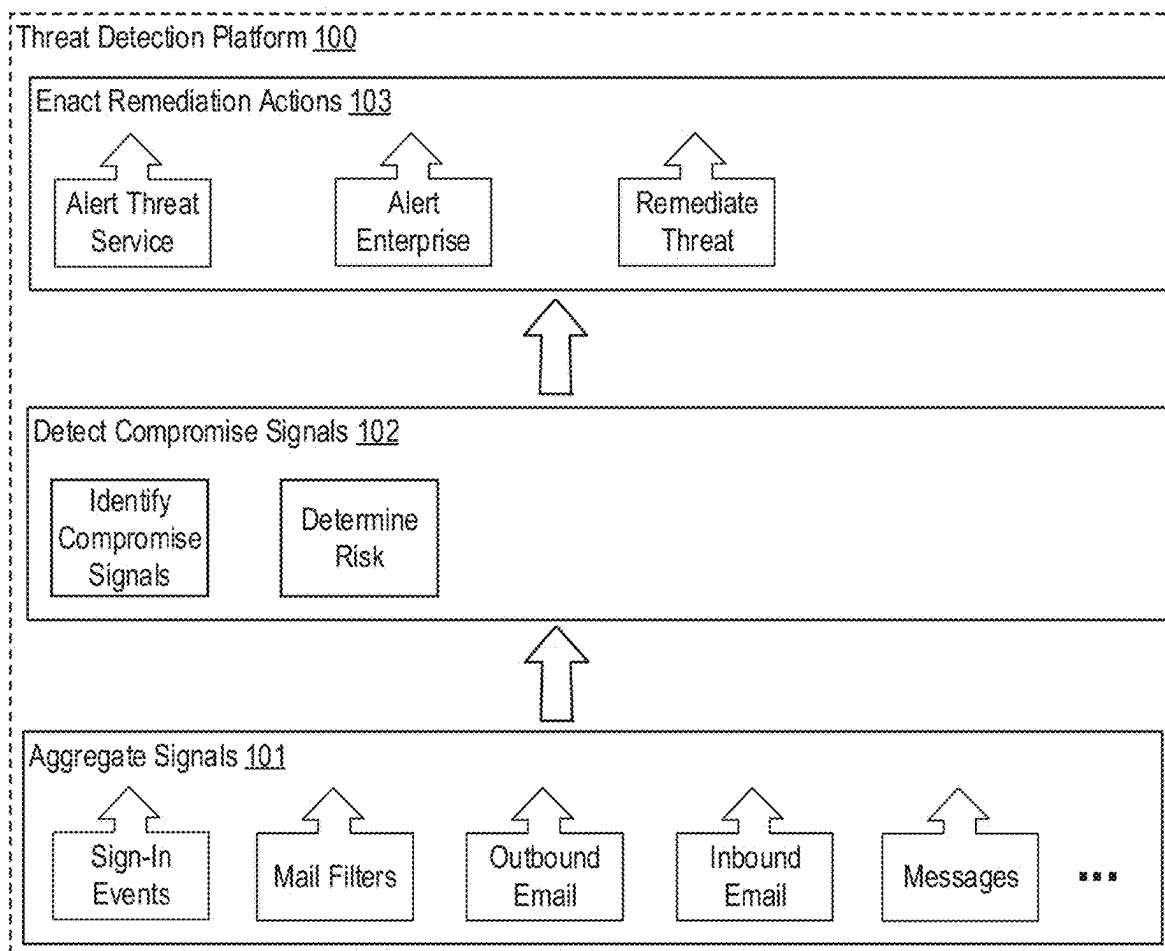 Threat Detection Platform 100
Enact Remediation Actions 103
Alert Threat
Service
Alert
Enterprise
Remediate
Threat
Detect Compromise Signals 102
Identify
Compromise
Signals
Determine
Risk
Aggregate Signals 101
Sign-In
Events
Mail Filters
Outbound
Email
Inbound
Email
Messages
...